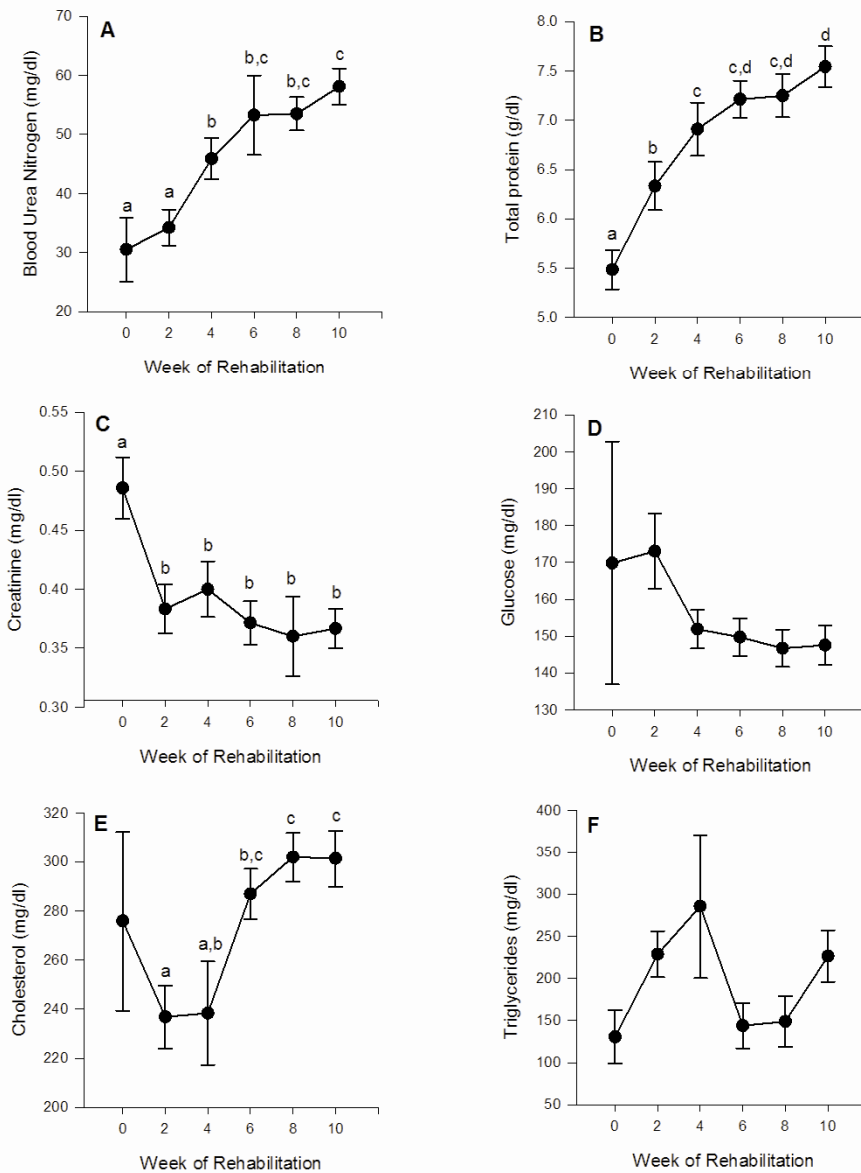 A
Blood Urea Nitrogen (mg/dl)
70
60
50
40
30
20
a
a
b
b,c
b,c
c
0 2 4 6 8 10
Week of Rehabilitation
B
Total protein (g/dl)
8.0
7.5
7.0
6.5
6.0
5.5
5.0
a
b
c
c,d
c,d
d
0 2 4 6 8 10
Week of Rehabilitation
C
Creatinine (mg/dl)
0.55
0.50
0.45
0.40
0.35
0.30
a
b
b
b
b
b
0 2 4 6 8 10
Week of Rehabilitation
D
Glucose (mg/dl)
210
200
190
180
170
160
150
140
130
0 2 4 6 8 10
Week of Rehabilitation
E
Cholesterol (mg/dl)
320
300
280
260
240
220
200
a
a,b
b,c
c
c
0 2 4 6 8 10
Week of Rehabilitation
F
Triglycerides (mg/dl)
400
350
300
250
200
150
100
50
0 2 4 6 8 10
Week of Rehabilitation